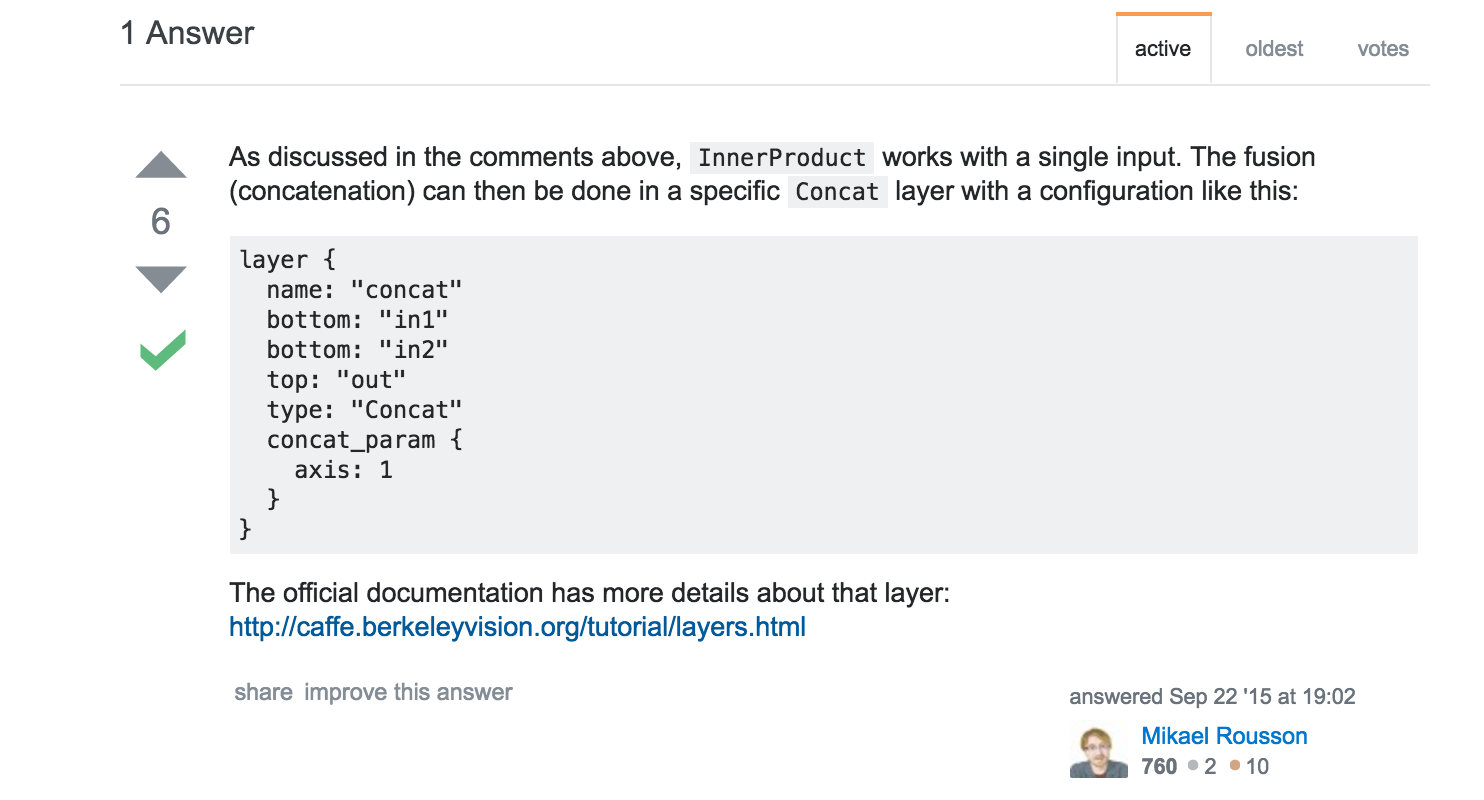 1 Answer
active oldest votes
As discussed in the comments above, InnerProduct works with a single input. The fusion
(concatenation) can then be done in a specific Concat layer with a configuration like this:
6
layer {
  name: "concat"
  bottom: "in1"
  bottom: "in2"
  top: "out"
  type: "Concat"
  concat_param {
    axis: 1
  }
}
The official documentation has more details about that layer:
http://caffe.berkeleyvision.org/tutorial/layers.html
share improve this answer
answered Sep 22 '15 at 19:02
Mikael Rousson
760 ●2 ●10